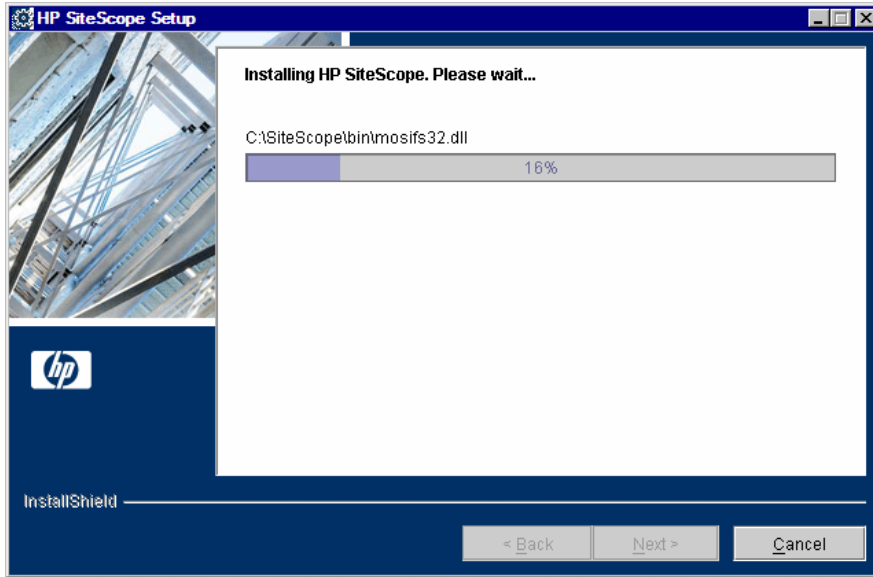 HP SiteScope Setup
Installing HP SiteScope. Please wait...
C:\SiteScope\bin\mosifs32.dll
16%
hp
InstallShield
< Back Next > Cancel